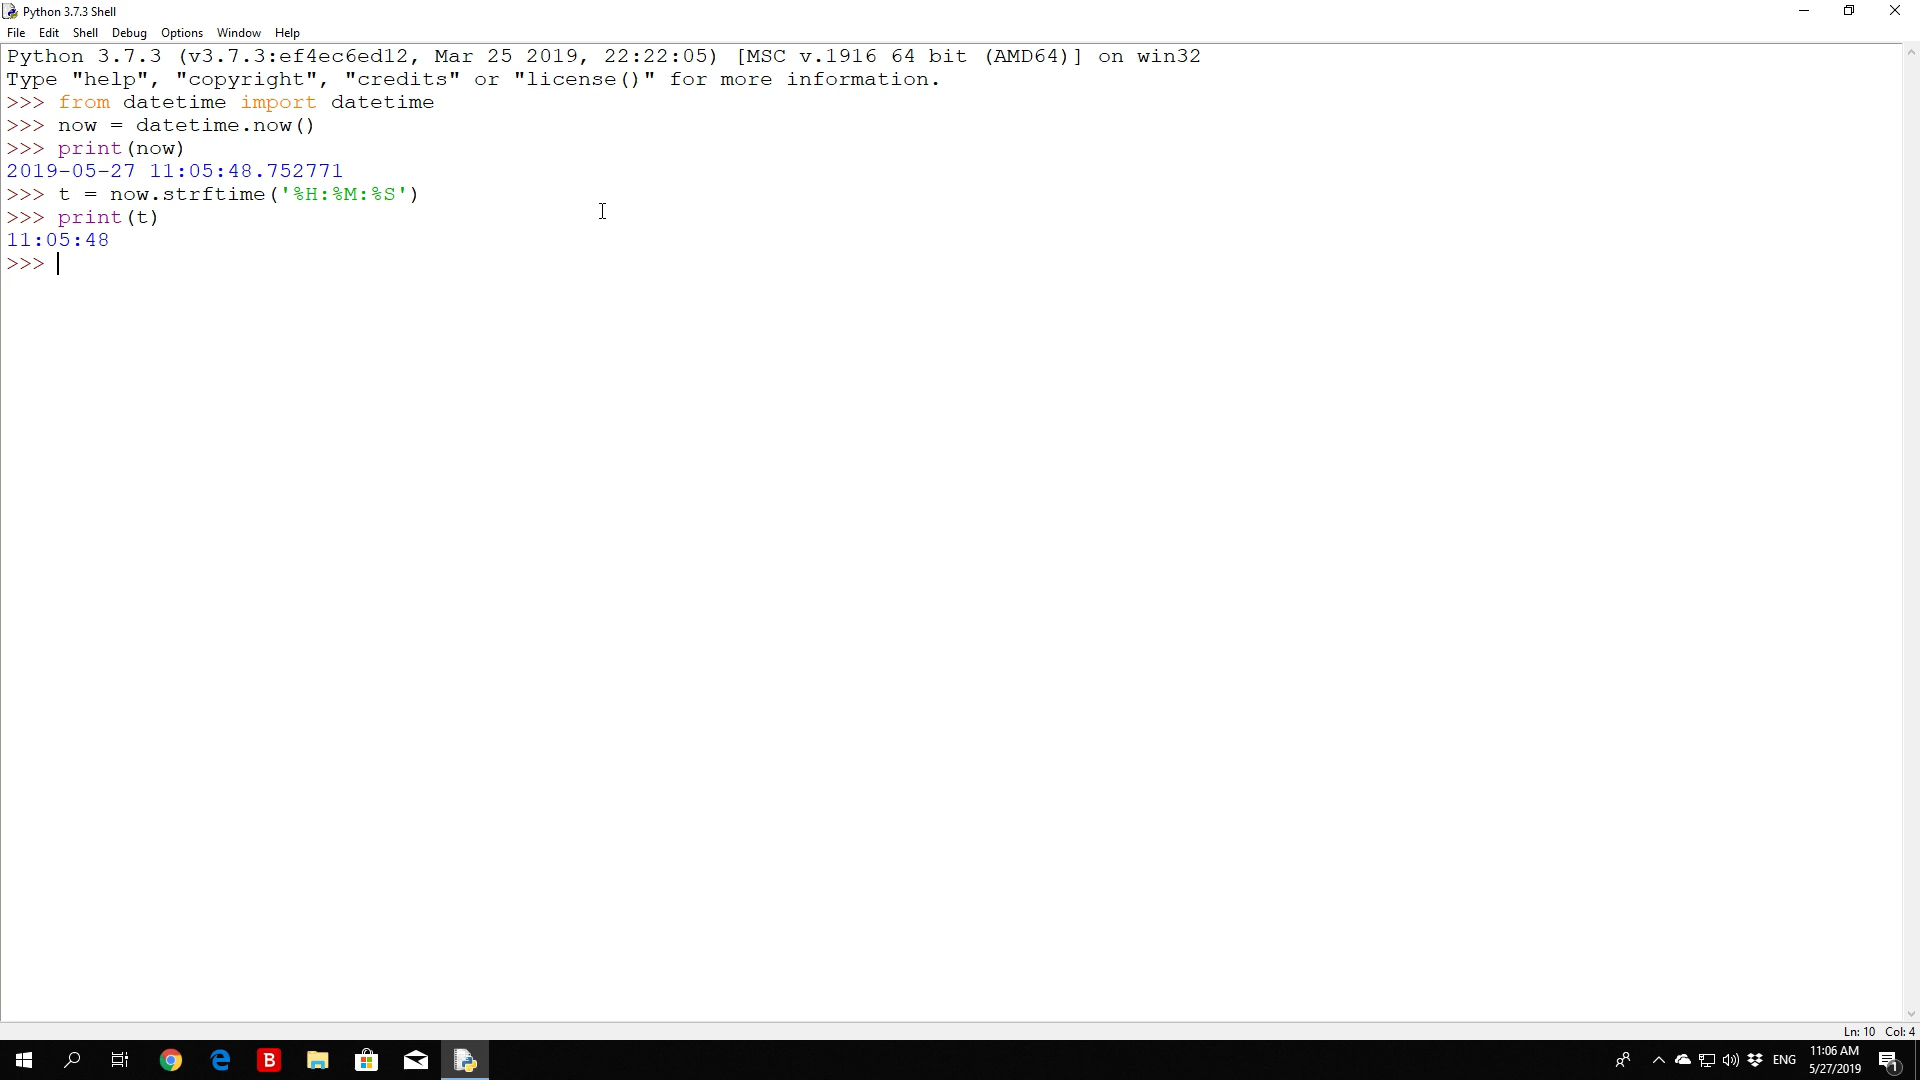 Python 3.7.3 Shell
File Edit Shell Debug Options Window Help
Python 3.7.3 (v3.7.3:ef4ec6ed12, Mar 25 2019, 22:22:05) [MSC v.1916 64 bit (AMD64)] on win32
Type "help", "copyright", "credits" or "license()" for more information.
>>> from datetime import datetime
>>> now = datetime.now()
>>> print(now)
2019-05-27 11:05:48.752771
>>> t = now.strftime('%H:%M:%S')
>>> print(t)
11:05:48
>>>
Ln: 10 Col: 4
B
ENG
11:06 AM
5/27/2019
1